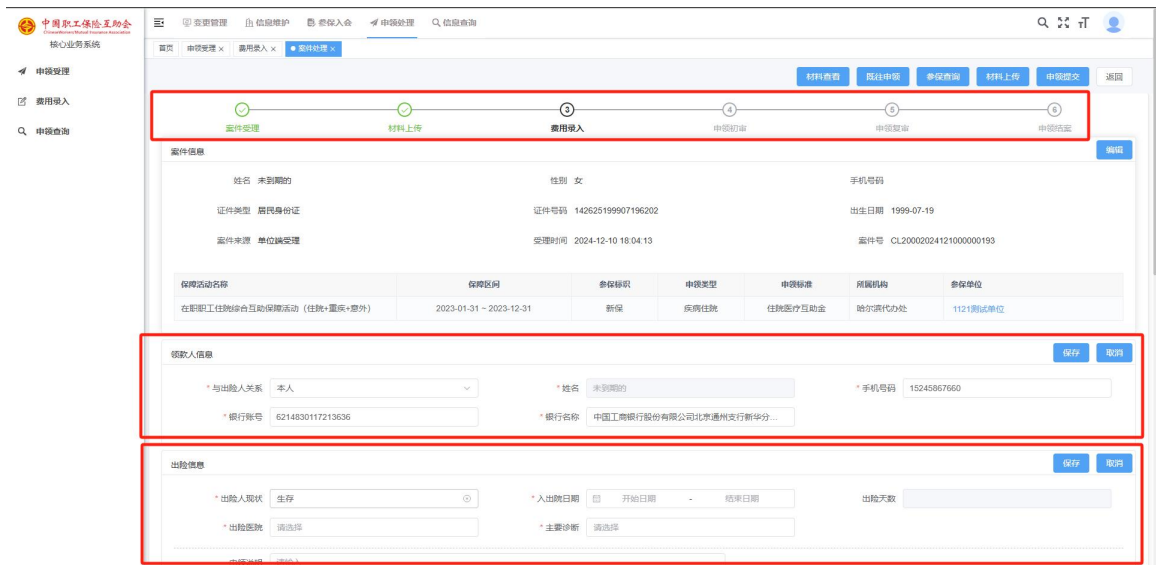 中国职工保险互助会
Chinese Workers' Mutual Insurance Association
核心业务系统
变更管理 信息维护 参保入会 申领处理 信息查询
首页 申领受理 × 费用录入 × 案件处理 ×
申领受理
费用录入
申领查询
材料查看 既往申领 参保查询 材料上传 申领提交 返回
3 4 5 6
案件受理 材料上传 费用录入 申领初审 申领复审 申领结案
案件信息 编辑
姓名 未到期的 性别 女 手机号码
证件类型 居民身份证 证件号码 142625199907196202 出生日期 1999-07-19
案件来源 单位端受理 受理时间 2024-12-10 18:04:13 案件号 CL20002024121000000193
保障活动名称 保障区间 参保标识 申领类型 申领标准 所属机构 参保单位
在职职工住院综合互助保障活动（住院+重疾+意外） 2023-01-31 ~ 2023-12-31 新保 疾病住院 住院医疗互助金 哈尔滨代办处 1121测试单位
领款人信息 保存 取消
* 与出险人关系 本人 * 姓名 未到期的 * 手机号码 15245867660
* 银行账号 6214830117213636 * 银行名称 中国工商银行股份有限公司北京通州支行新华分...
出险信息 保存 取消
* 出险人现状 生存 * 入出院日期 开始日期 - 结束日期 出险天数
* 出险医院 请选择 * 主要诊断 请选择
申领说明 请输入